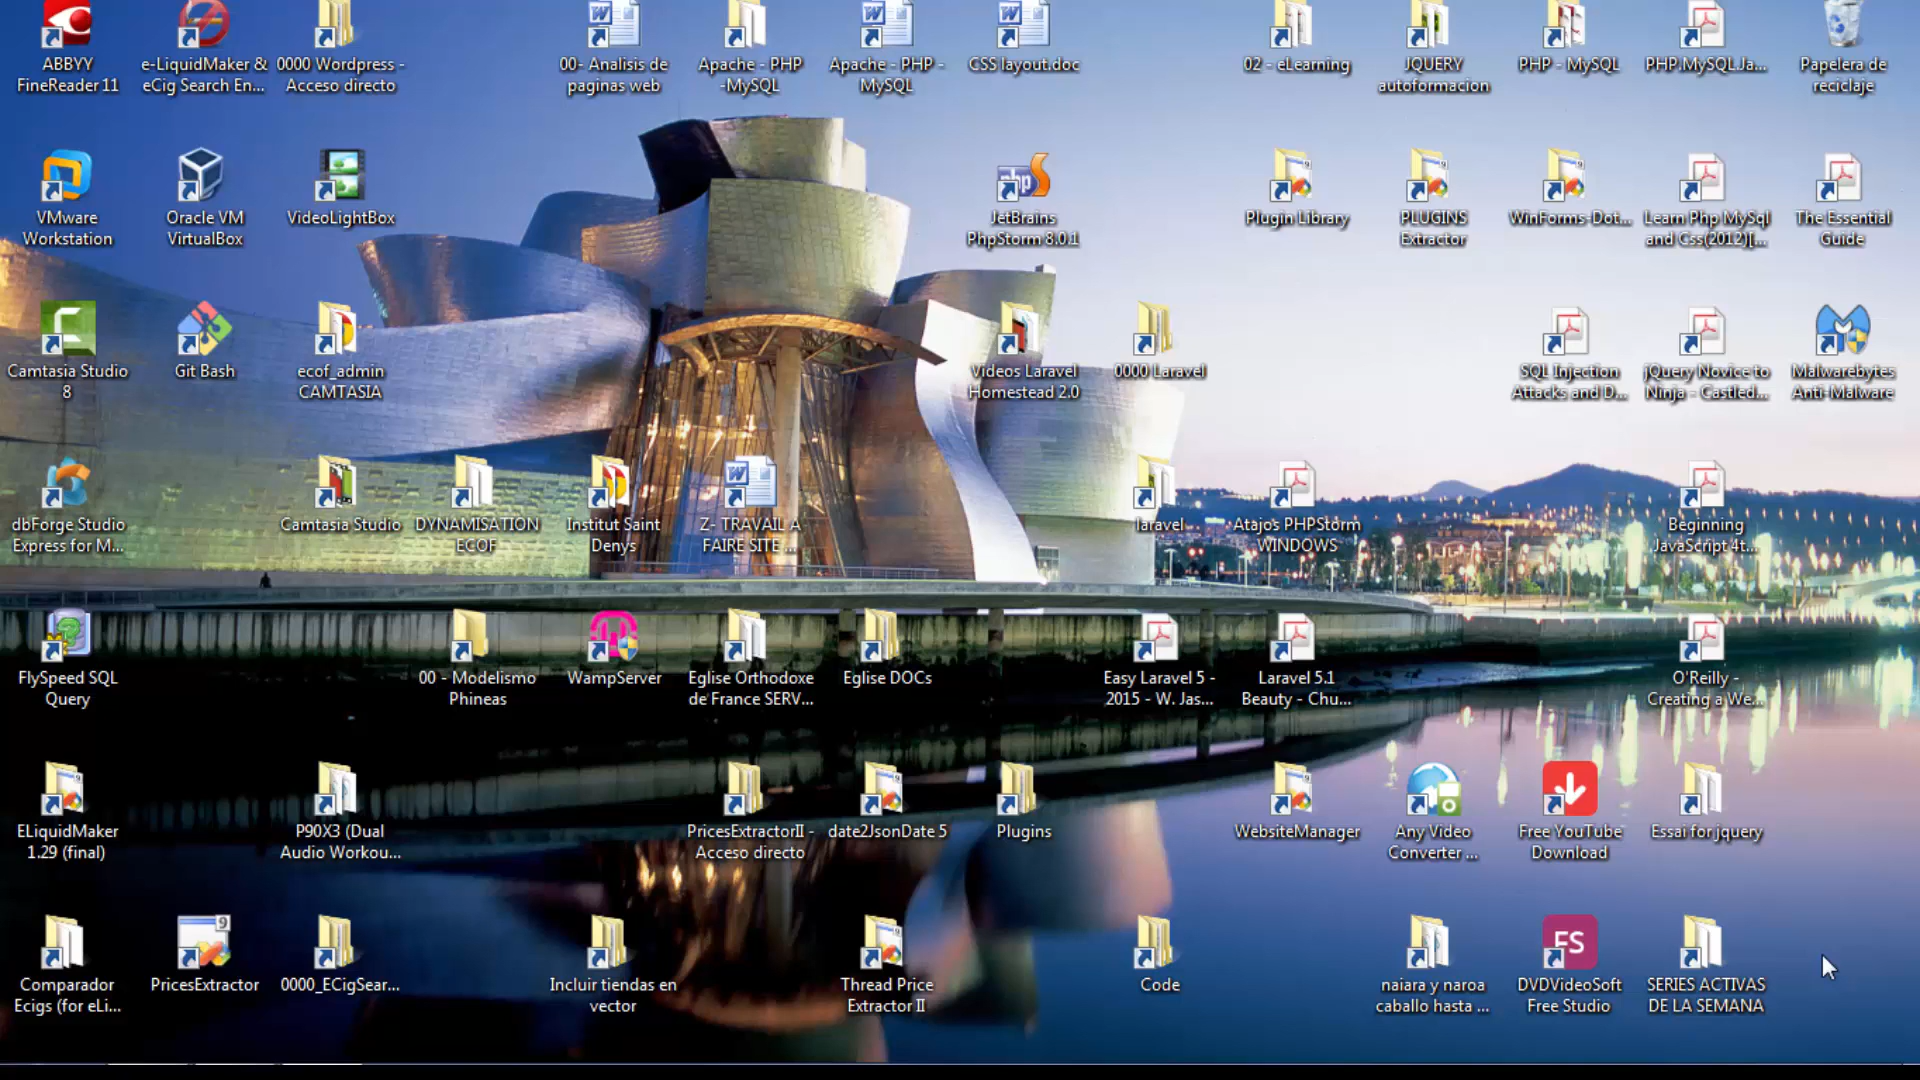 ABBYY
FineReader 11
e-LiquidMaker &
eCig Search En...
0000 Wordpress -
Acceso directo
00- Analisis de
paginas web
Apache - PHP
-MySQL
Apache - PHP -
MySQL
CSS layout.doc
02 - eLearning
JQUERY
autoformacion
PHP - MySQL
PHP.MySQL.Ja...
Papelera de
reciclaje
VMware
Workstation
Oracle VM
VirtualBox
VideoLightBox
php
JetBrains
PhpStorm 8.0.1
Plugin Library
PLUGINS
Extractor
WinForms-Dot...
Learn Php MySql
and Css(2012)[...
The Essential
Guide
Camtasia Studio
8
Git Bash
ecof_admin
CAMTASIA
Videos Laravel
Homestead 2.0
0000 Laravel
SQL Injection
Attacks and D...
jQuery Novice to
Ninja - Castled...
Malwarebytes
Anti-Malware
dbForge Studio
Express for M...
Camtasia Studio
DYNAMISATION
ECOF
Institut Saint
Denys
Z- TRAVAIL A
FAIRE SITE ...
laravel
Atajos PHPStorm
WINDOWS
Beginning
JavaScript 4t...
FlySpeed SQL
Query
00 - Modelismo
Phineas
WampServer
Eglise Orthodoxe
de France SERV...
Eglise DOCs
Easy Laravel 5 -
2015 - W. Jas...
Laravel 5.1
Beauty - Chu...
O'Reilly -
Creating a We...
ELiquidMaker
1.29 (final)
P90X3 (Dual
Audio Workou...
PricesExtractorII -
Acceso directo
date2JsonDate 5
Plugins
WebsiteManager
Any Video
Converter ...
Free YouTube
Download
Essai for jquery
Comparador
Ecigs (for eLi...
PricesExtractor
0000_ECigSear...
Incluir tiendas en
vector
Thread Price
Extractor II
Code
naiara y naroa
caballo hasta ...
FS
DVDVideoSoft
Free Studio
SERIES ACTIVAS
DE LA SEMANA